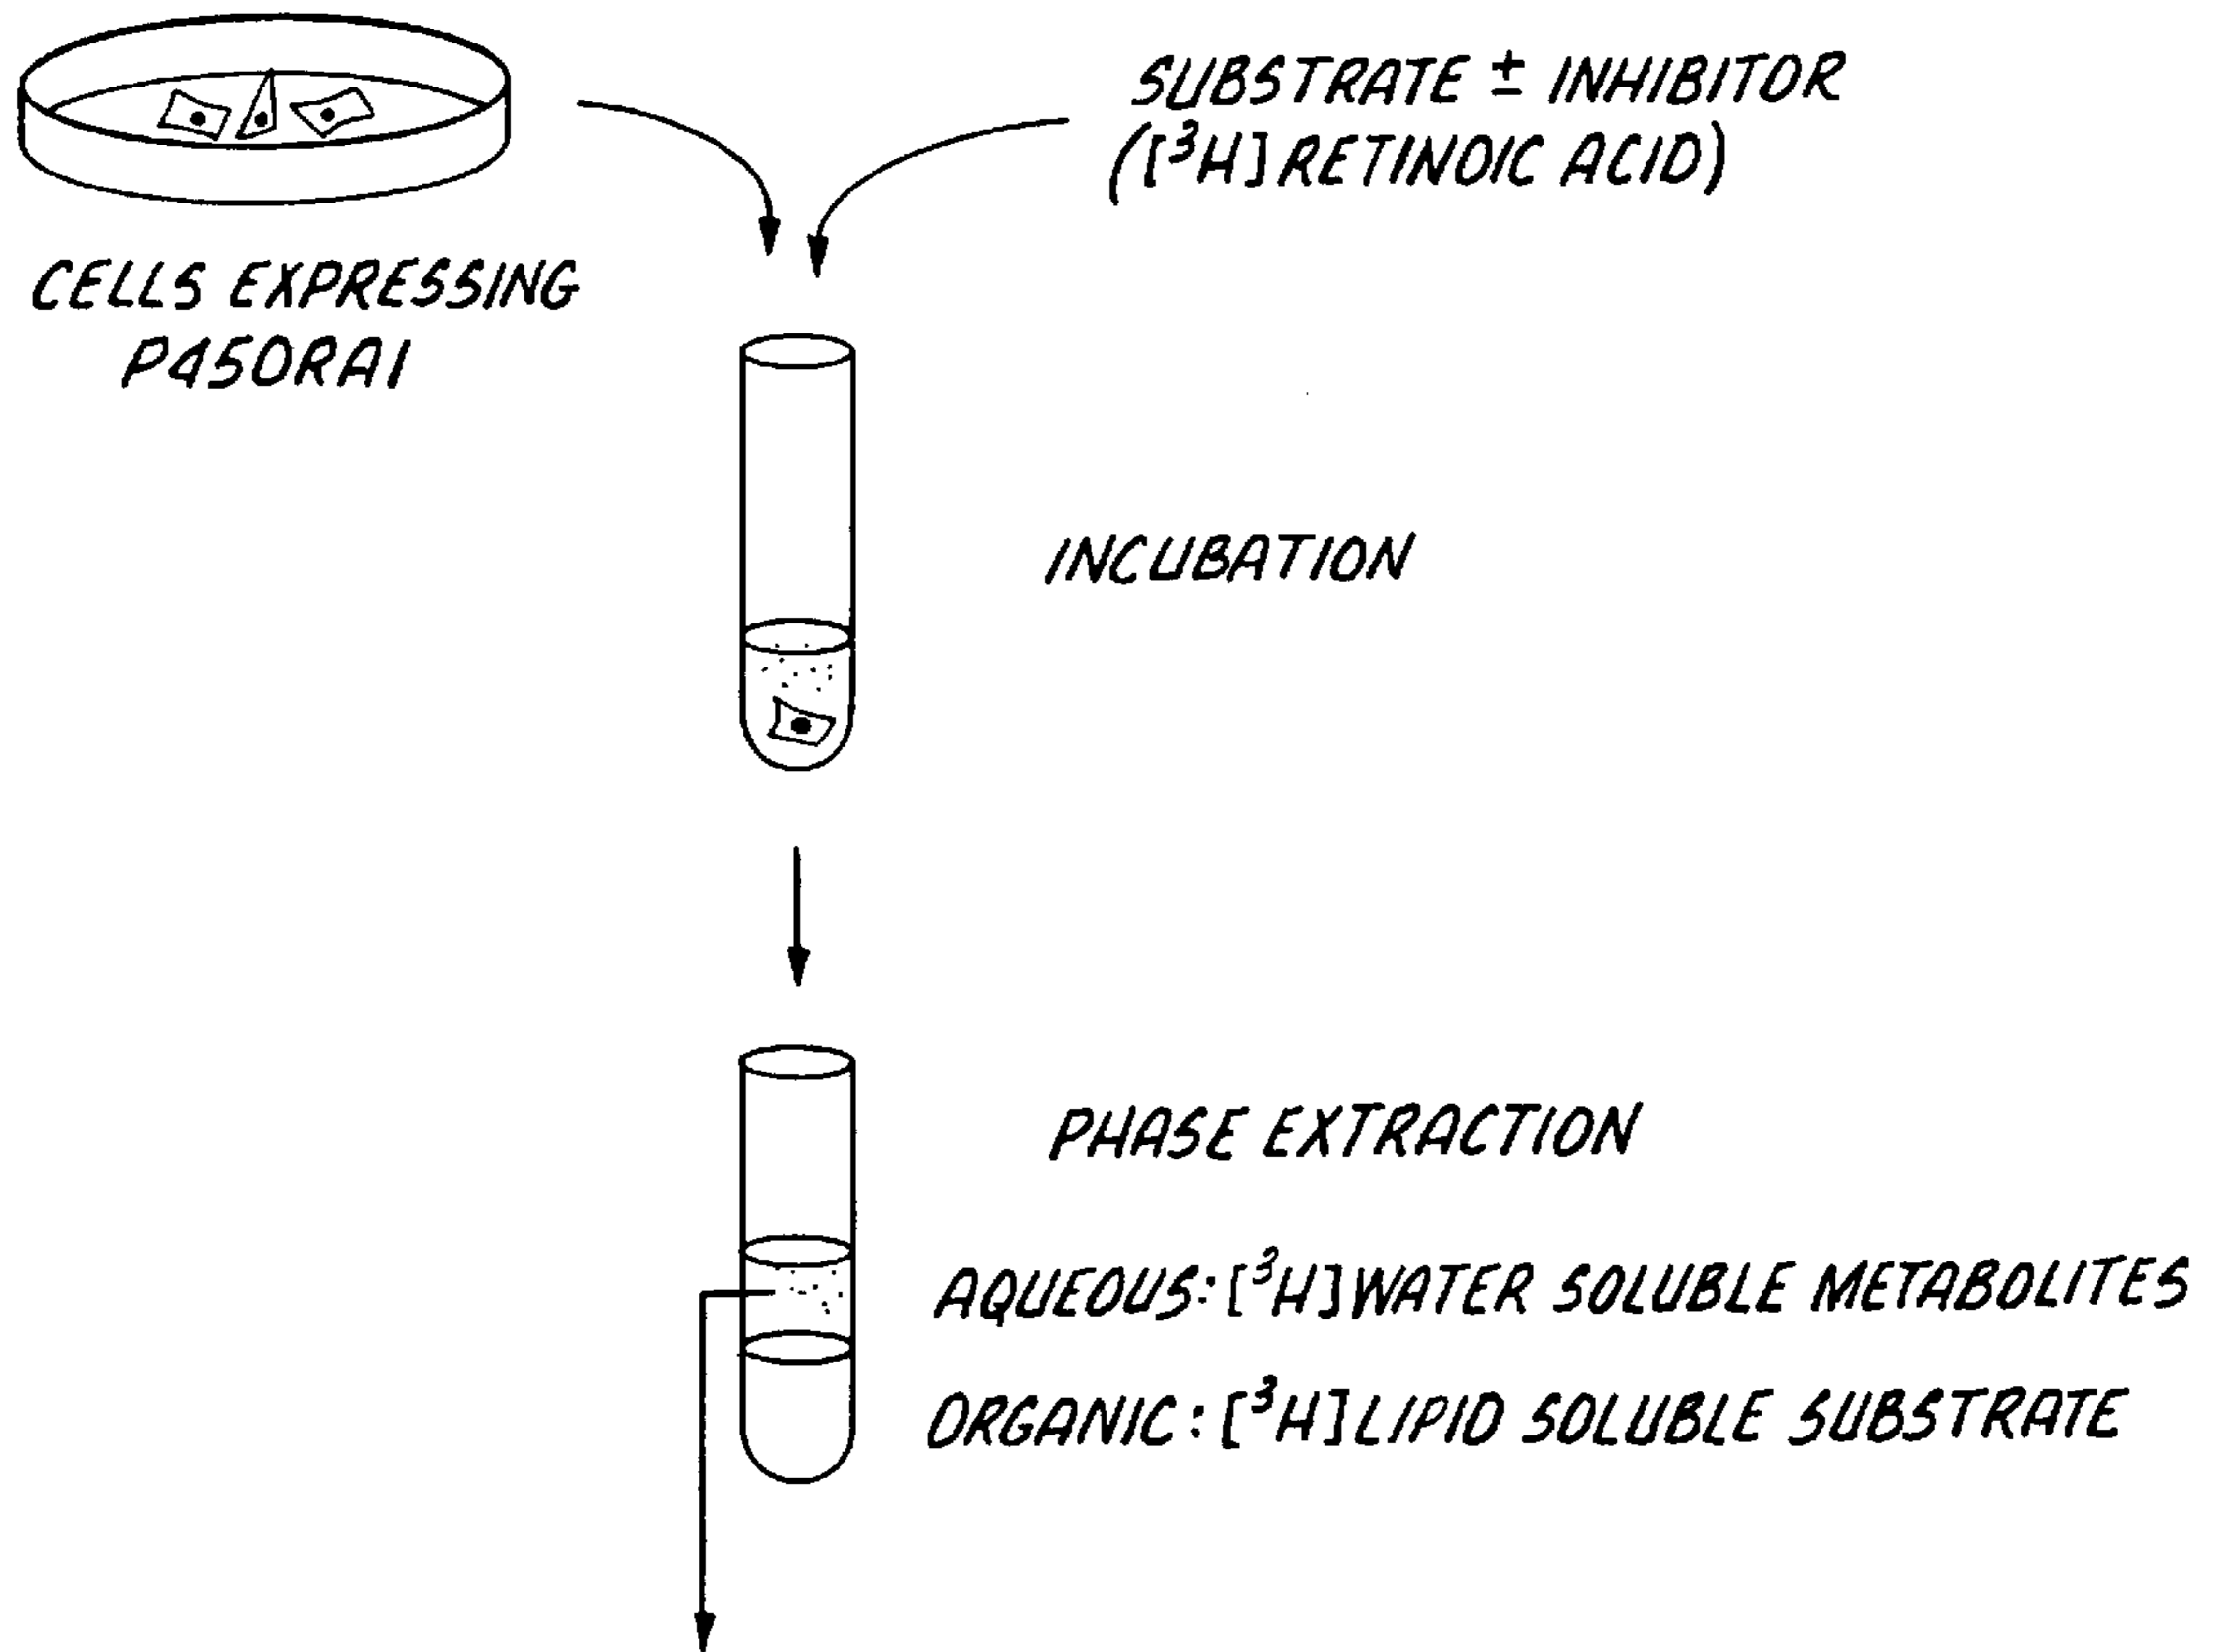 SUBSTRATE ± INHIBITOR
([³H] RETINOIC ACID)
CELLS EXPRESSING
P450RAI
INCUBATION
PHASE EXTRACTION
AQUEOUS: [³H] WATER SOLUBLE METABOLITES
ORGANIC: [³H] LIPID SOLUBLE SUBSTRATE